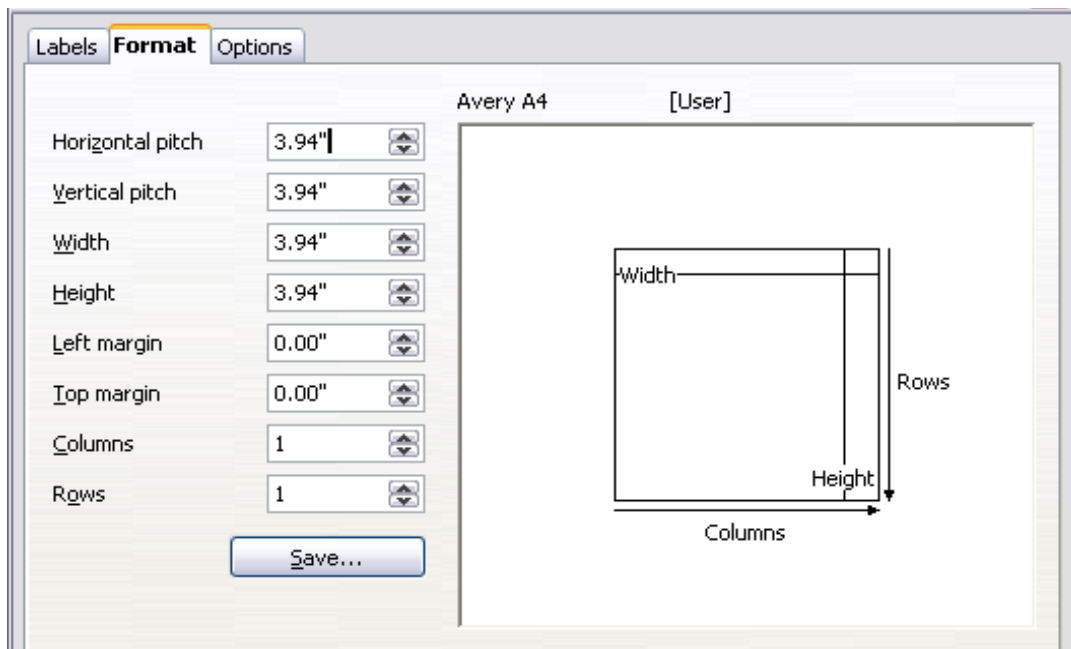 Labels Format Options
Avery A4 [User]
Horizontal pitch 3.94"
Vertical pitch 3.94"
Width 3.94"
Height 3.94"
Left margin 0.00"
Top margin 0.00"
Columns 1
Rows 1
Save...
Width
Rows
Height
Columns